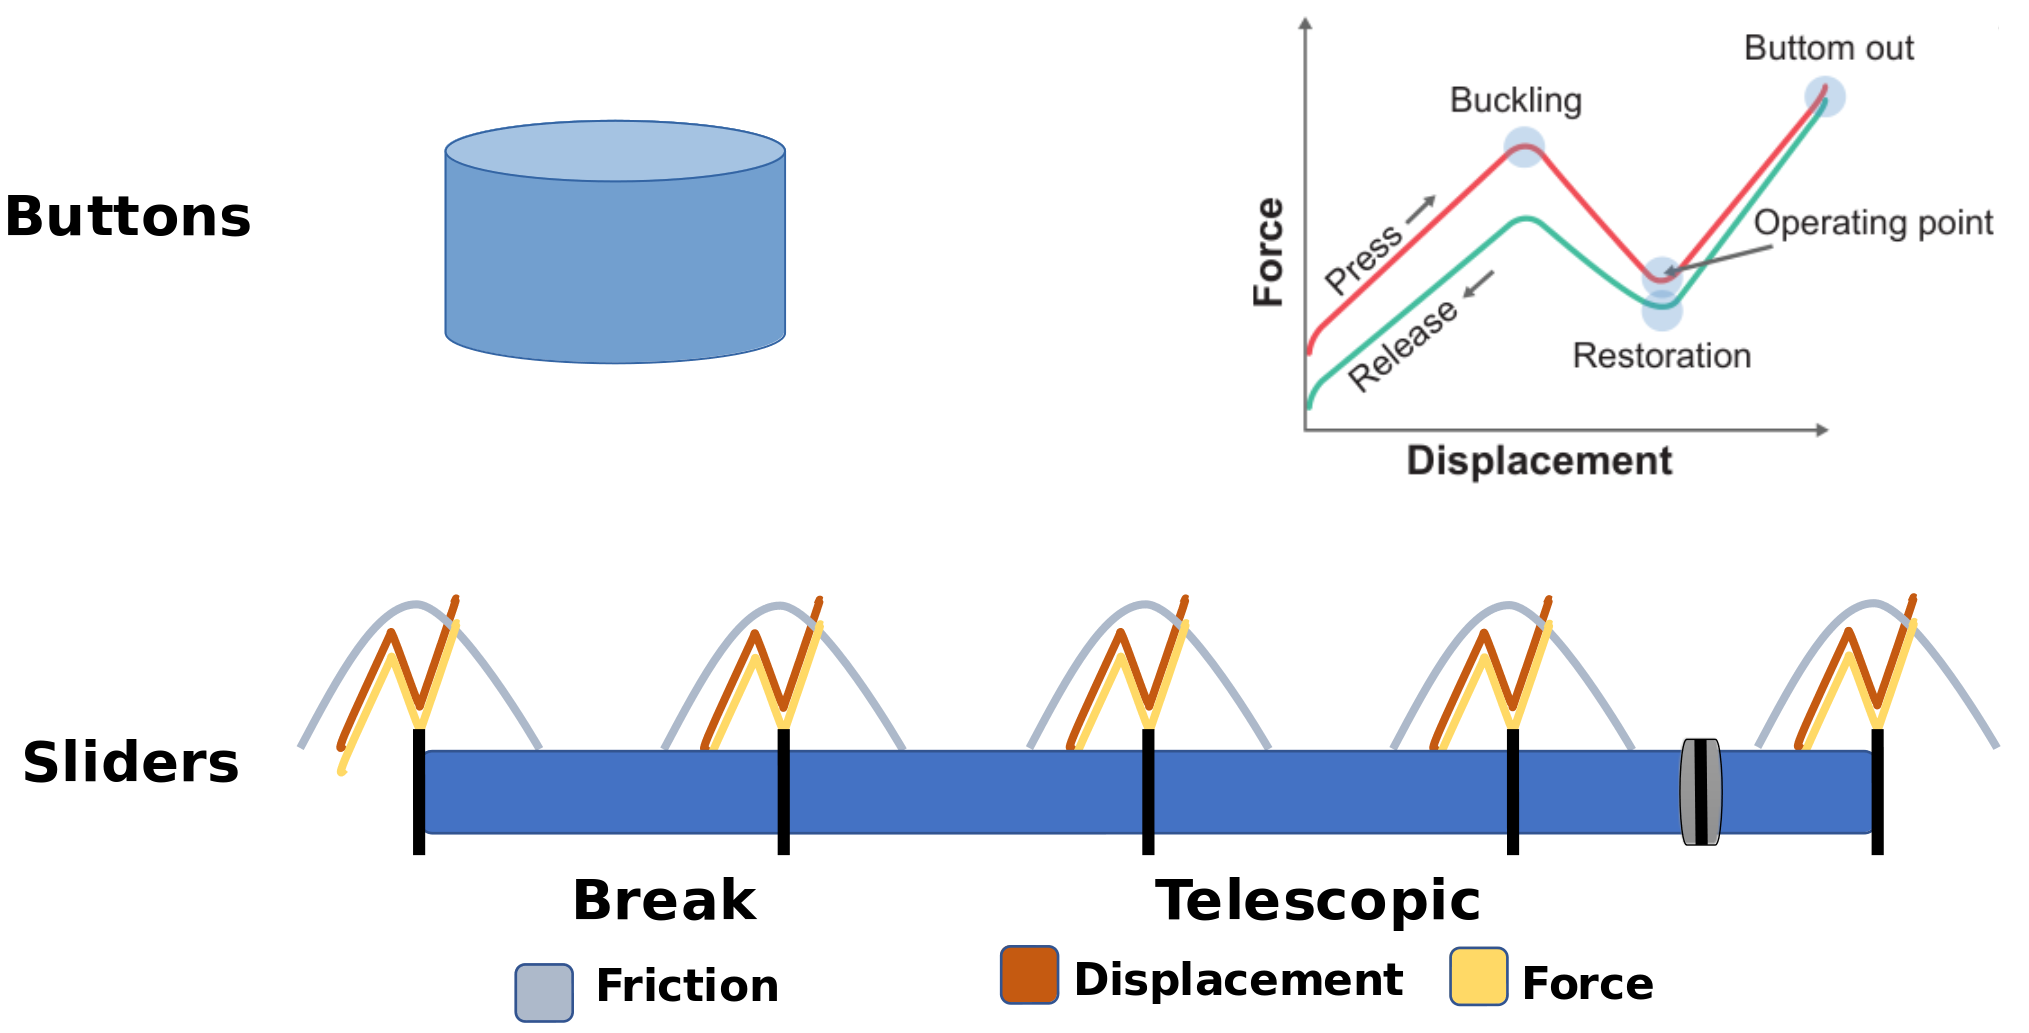 Buttons
Buttom out
Buckling
Operating point
Press
Release
Restoration
Force
Displacement
Sliders
Break
Telescopic
Friction
Displacement
Force